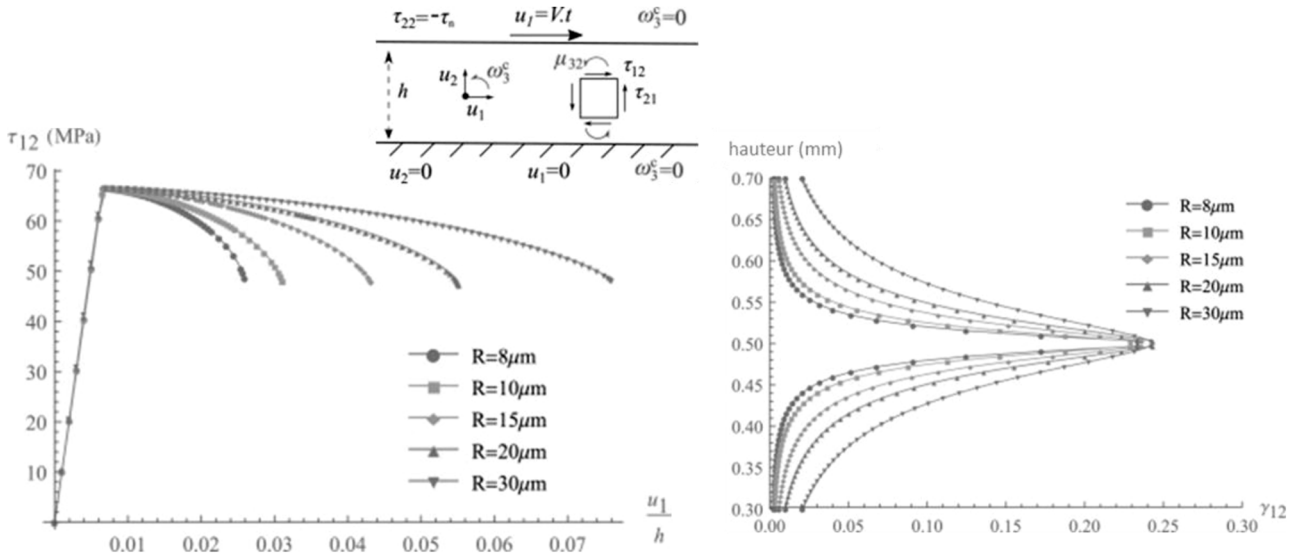 τ₂₂=-τₙ u₁=V.t ω₃ᶜ=0
h u₂ ω₃ᶜ u₁ μ₃₂ τ₁₂ τ₂₁
u₂=0 u₁=0 ω₃ᶜ=0
τ₁₂ (MPa)
70
60
50
40
30
20
10
R=8μm
R=10μm
R=15μm
R=20μm
R=30μm
0.01 0.02 0.03 0.04 0.05 0.06 0.07
u₁
h
hauteur (mm)
0.70
0.65
0.60
0.55
0.50
0.45
0.40
0.35
0.30
R=8μm
R=10μm
R=15μm
R=20μm
R=30μm
0.00 0.05 0.10 0.15 0.20 0.25 0.30
γ₁₂